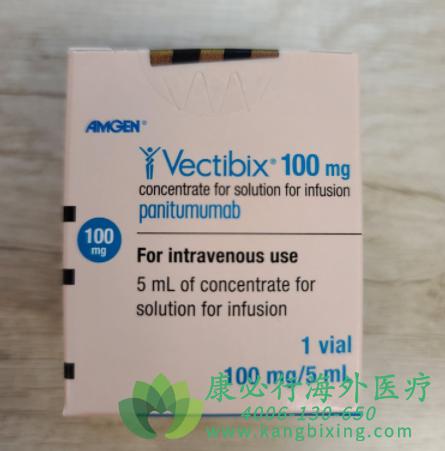 AMGEN®
Vectibix® 100 mg
concentrate for solution for infusion
panitumumab
100
mg
For intravenous use
5 mL of concentrate for
solution for infusion
1 vial
100 mg/5 mL
康必行海外医疗
4006-130-650
www.kangbixing.com